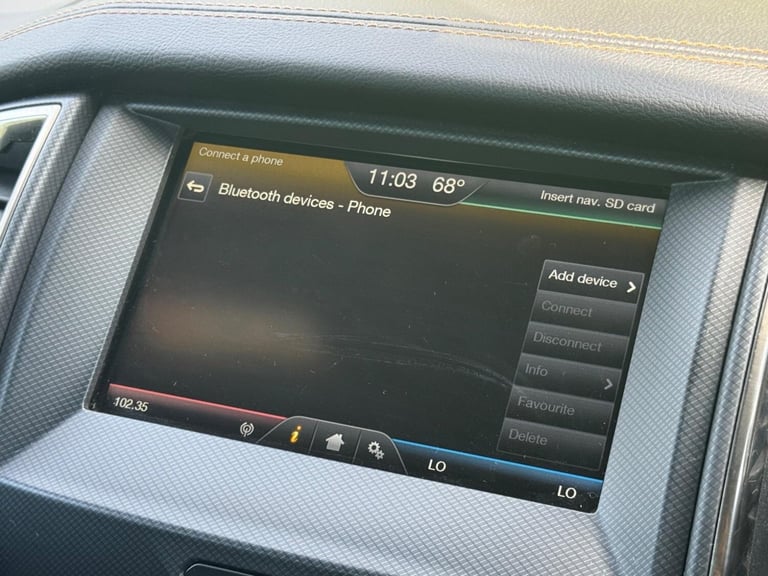 Connect a phone
11:03 68°
Insert nav. SD card
Bluetooth devices - Phone
Add device
Connect
Disconnect
Info
Favourite
Delete
102.35
i
LO
LO